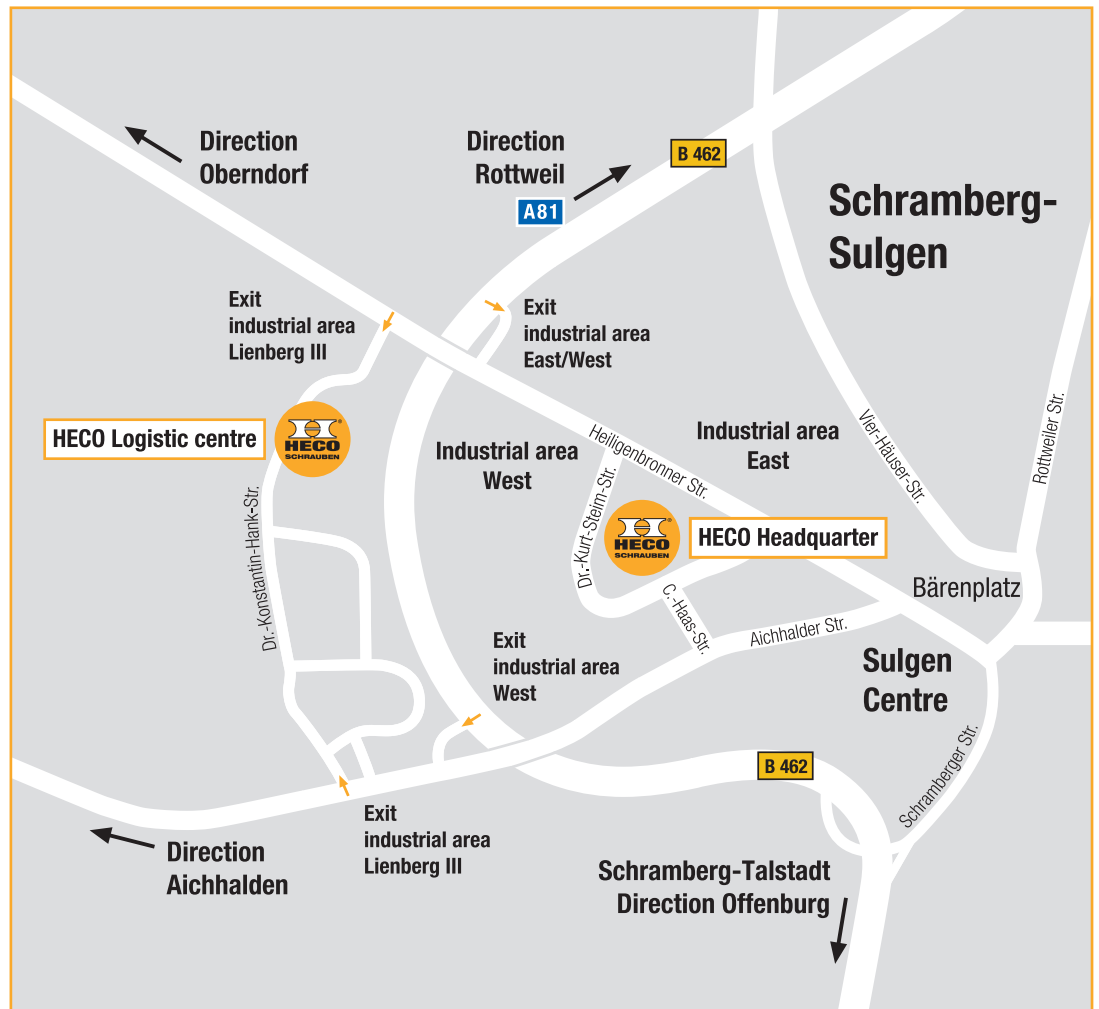 Direction
Oberndorf
Direction
Rottweil
A81
B 462
Schramberg-
Sulgen
Exit
industrial area
Lienberg III
Exit
industrial area
East/West
HECO Logistic centre
HECO
SCHRAUBEN
®
Industrial area
West
Heiligenbronner Str.
Industrial area
East
Vier-Häuser-Str.
Rottweiler Str.
Dr.-Konstantin-Hank-Str.
Dr.-Kurt-Steim-Str.
HECO
SCHRAUBEN
®
HECO Headquarter
C.-Haas-Str.
Bärenplatz
Aichhalder Str.
Exit
industrial area
West
Sulgen
Centre
B 462
Schramberger Str.
Exit
industrial area
Lienberg III
Direction
Aichhalden
Schramberg-Talstadt
Direction Offenburg